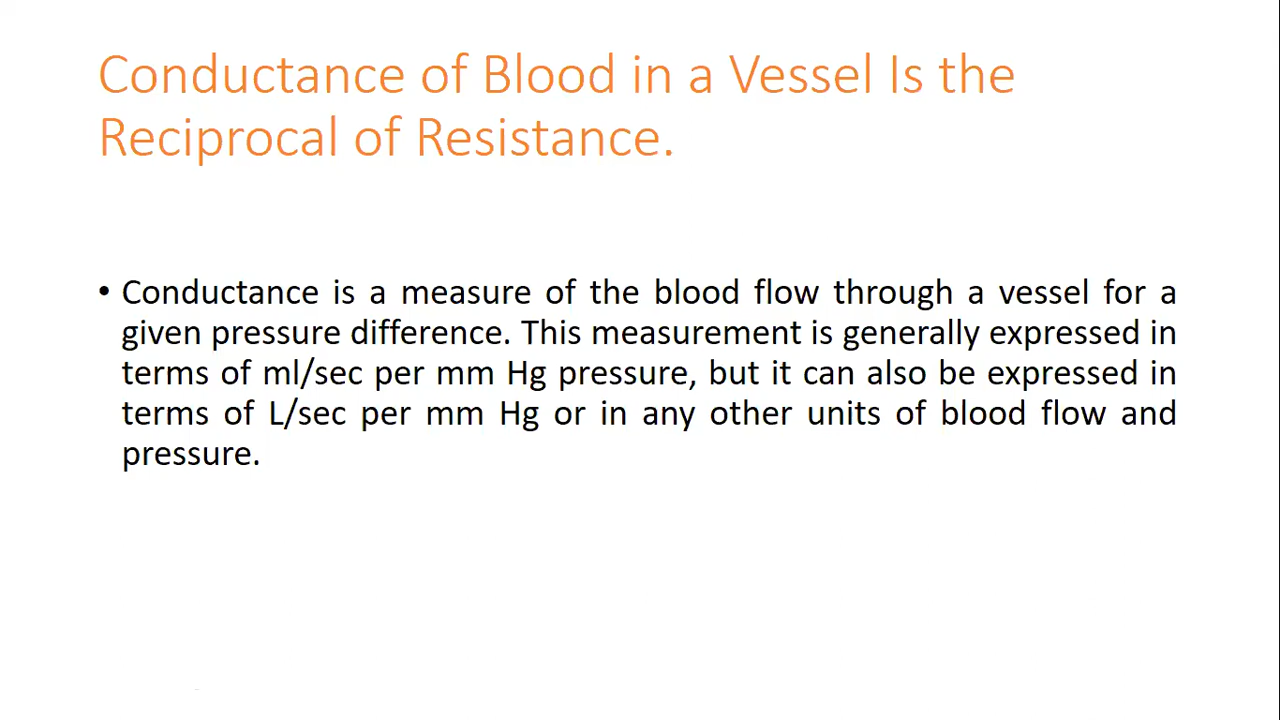 Conductance of Blood in a Vessel Is the
Reciprocal of Resistance.
• Conductance is a measure of the blood flow through a vessel for a
given pressure difference. This measurement is generally expressed in
terms of ml/sec per mm Hg pressure, but it can also be expressed in
terms of L/sec per mm Hg or in any other units of blood flow and
pressure.